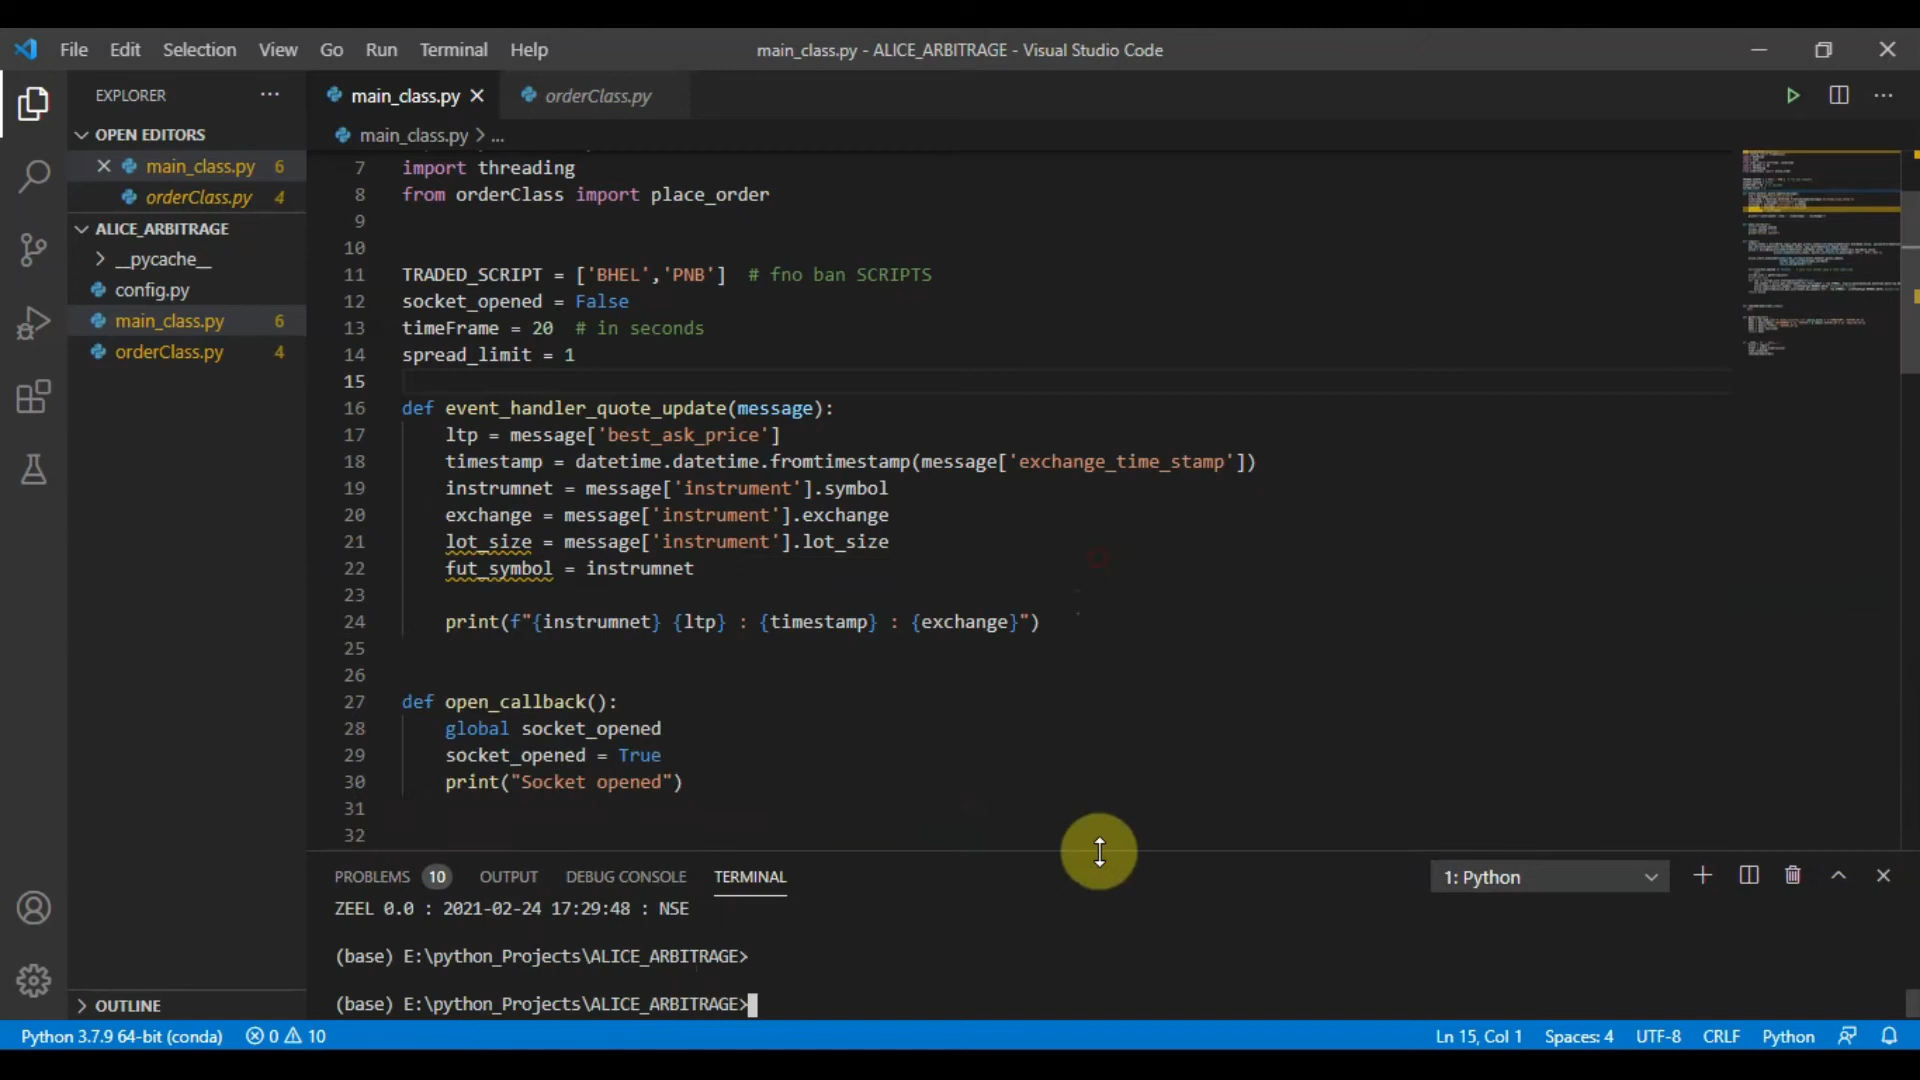 File Edit Selection View Go Run Terminal Help
main_class.py - ALICE_ARBITRAGE - Visual Studio Code
EXPLORER
OPEN EDITORS
main_class.py 6
orderClass.py 4
ALICE_ARBITRAGE
__pycache__
config.py
main_class.py 6
orderClass.py 4
OUTLINE
main_class.py
orderClass.py
main_class.py > ...
7 import threading
8 from orderClass import place_order
9
10
11 TRADED_SCRIPT = ['BHEL','PNB']  # fno ban SCRIPTS
12 socket_opened = False
13 timeFrame = 20  # in seconds
14 spread_limit = 1
15
16 def event_handler_quote_update(message):
17     ltp = message['best_ask_price']
18     timestamp = datetime.datetime.fromtimestamp(message['exchange_time_stamp'])
19     instrumnet = message['instrument'].symbol
20     exchange = message['instrument'].exchange
21     lot_size = message['instrument'].lot_size
22     fut_symbol = instrumnet
23
24     print(f"{instrumnet} {ltp} : {timestamp} : {exchange}")
25
26
27 def open_callback():
28     global socket_opened
29     socket_opened = True
30     print("Socket opened")
31
32
PROBLEMS 10 OUTPUT DEBUG CONSOLE TERMINAL
1: Python
ZEEL 0.0 : 2021-02-24 17:29:48 : NSE
(base) E:\python_Projects\ALICE_ARBITRAGE>
(base) E:\python_Projects\ALICE_ARBITRAGE>
Python 3.7.9 64-bit (conda) 0 10
Ln 15, Col 1 Spaces: 4 UTF-8 CRLF Python